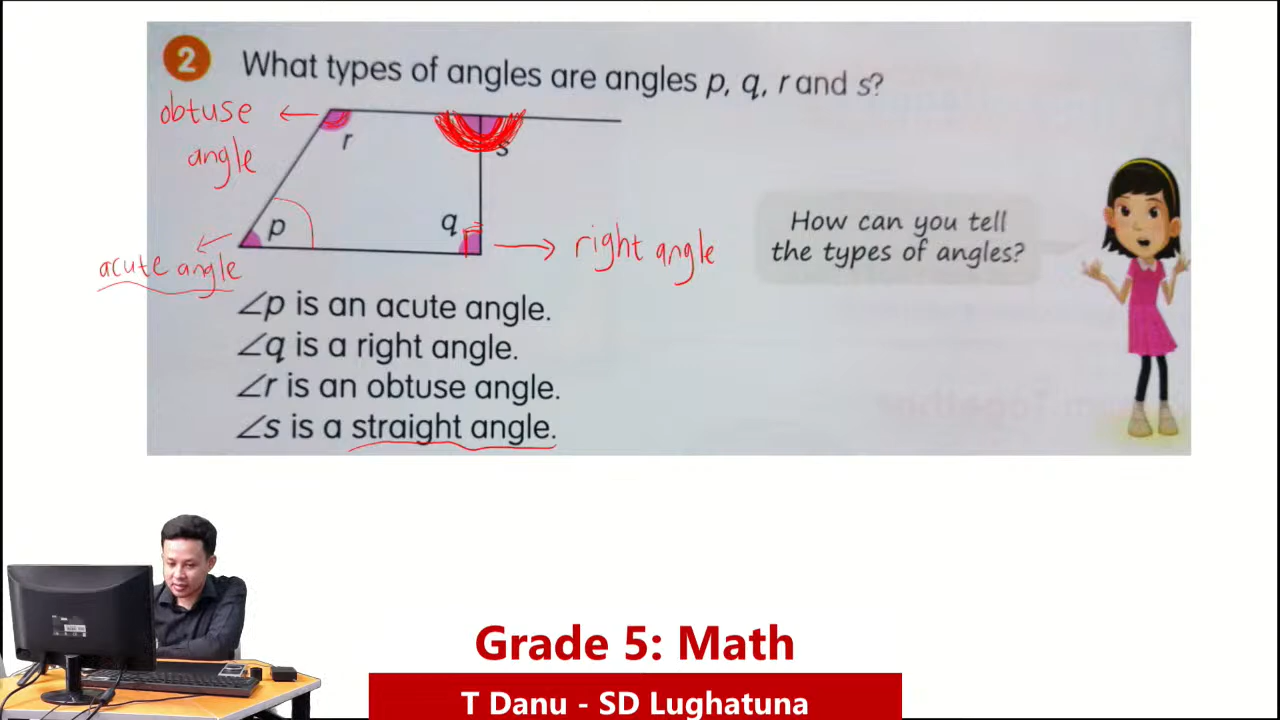 2 What types of angles are angles p, q, r and s?
obtuse
angle
r
s
p
q
right angle
acute angle
How can you tell
the types of angles?
∠p is an acute angle.
∠q is a right angle.
∠r is an obtuse angle.
∠s is a straight angle.
Grade 5: Math
T Danu - SD Lughatuna